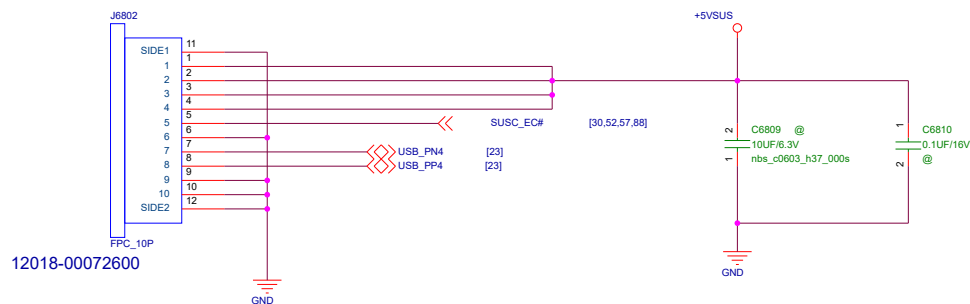 J6802
+5VSUS
SIDE1 11
1 1
2 2
3 3
4 4
5 5 SUSC_EC# [30,52,57,88]
6 6
7 7 USB_PN4 [23]
8 8 USB_PP4 [23]
9 9
10 10
SIDE2 12
FPC_10P
12018-00072600
GND
2 C6809 @
10UF/6.3V
1 nbs_c0603_h37_000s
1 C6810
0.1UF/16V
2 @
GND